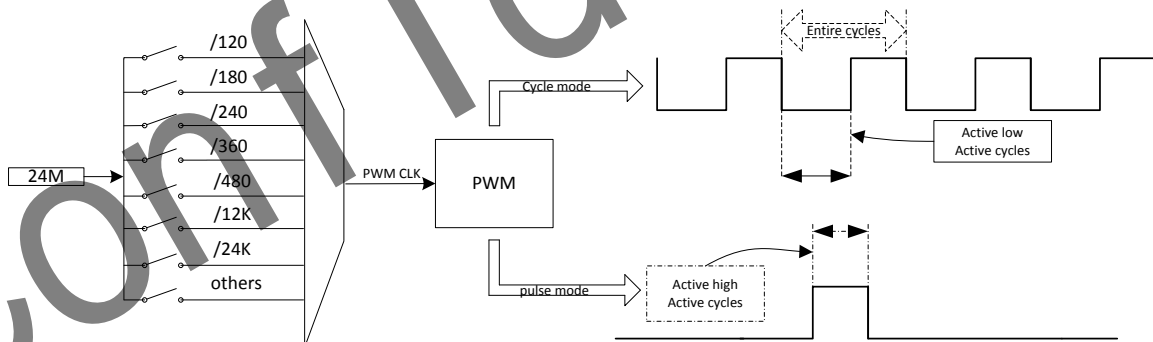 /120
/180
/240
/360
/480
/12K
/24K
others
24M
PWM CLK
PWM
Cycle mode
pulse mode
Entire cycles
Active low
Active cycles
Active high
Active cycles